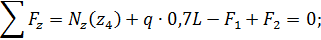 ∑ F_z = N_z(z_4) + q · 0,7L − F_1 + F_2 = 0;